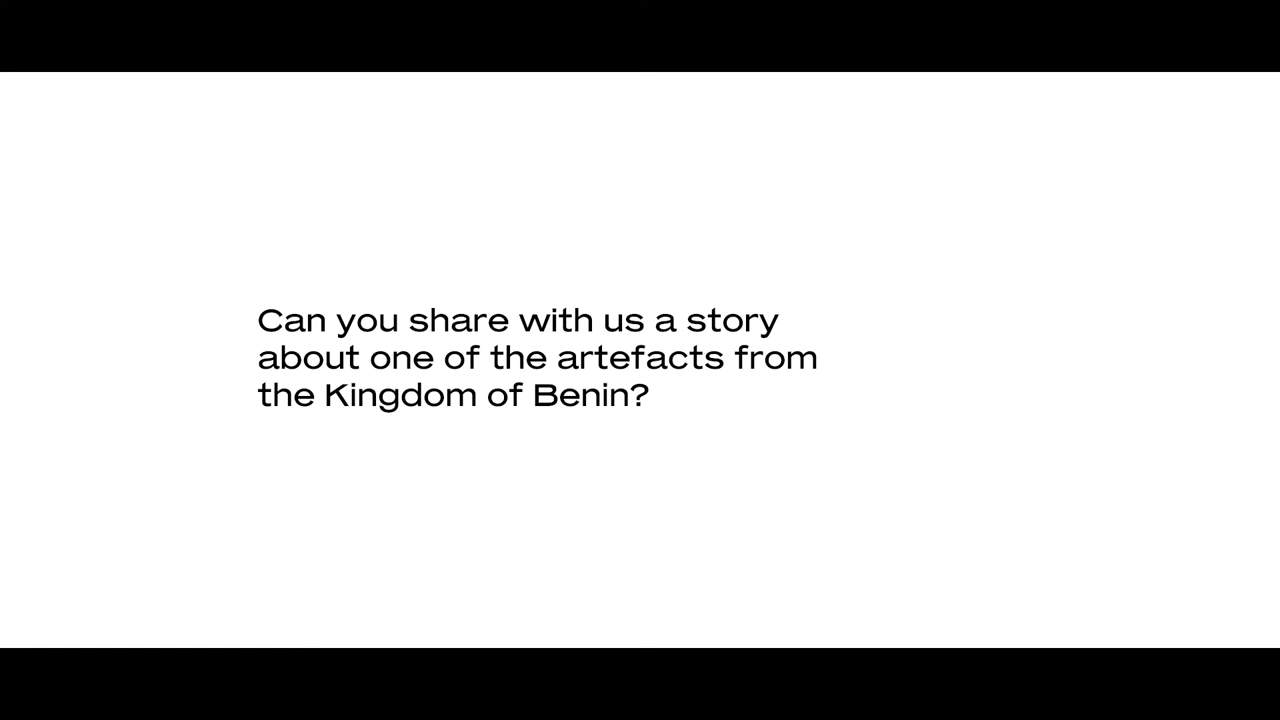 Can you share with us a story
about one of the artefacts from
the Kingdom of Benin?